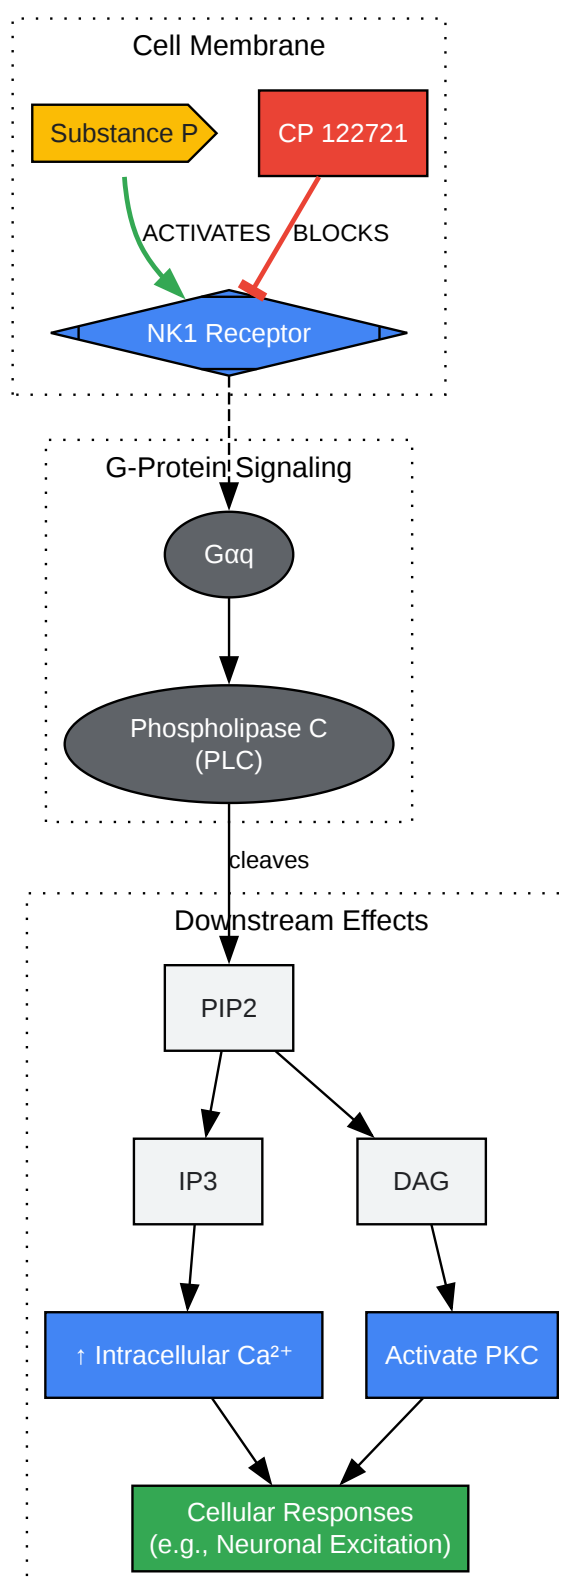 Cell Membrane
Substance P
CP 122721
ACTIVATES
BLOCKS
NK1 Receptor
G-Protein Signaling
Gαq
Phospholipase C
(PLC)
cleaves
Downstream Effects
PIP2
IP3
DAG
↑ Intracellular Ca²⁺
Activate PKC
Cellular Responses
(e.g., Neuronal Excitation)